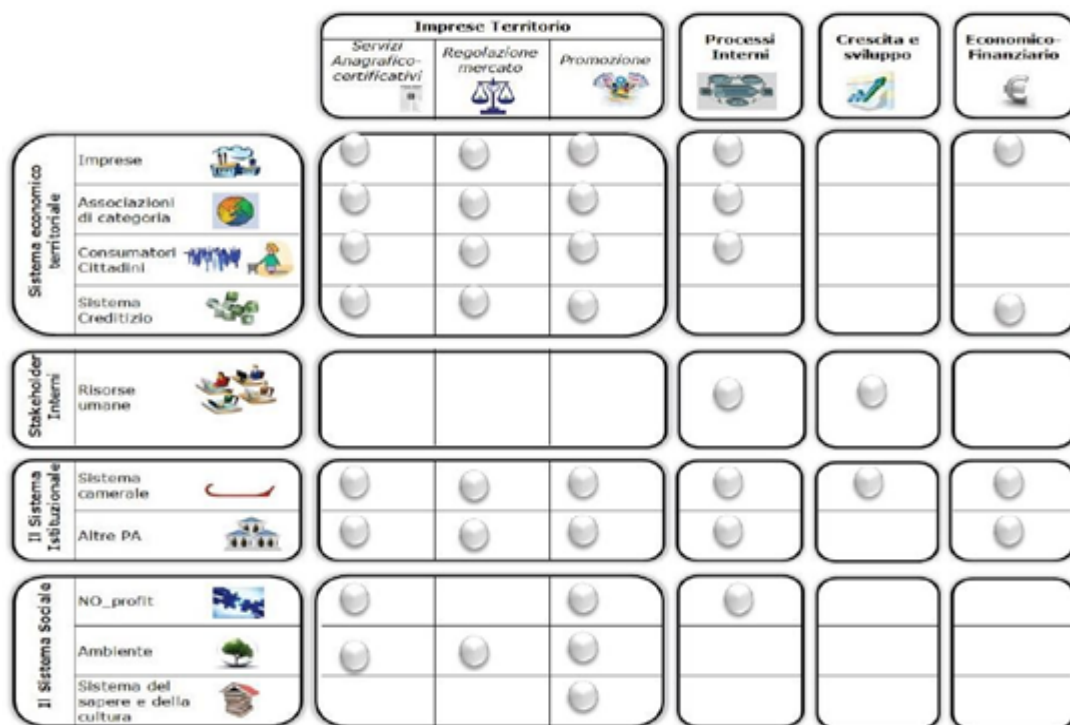 Imprese Territorio
Servizi
Anagrafico-
certificativi
Regolazione
mercato
Promozione
Processi
Interni
Crescita e
sviluppo
Economico-
Finanziario
Sistema economico
territoriale
Imprese
Associazioni
di categoria
Consumatori
Cittadini
Sistema
Creditizio
Stakeholder
Interni
Risorse
umane
Il Sistema
Istituzionale
Sistema
camerale
Altre PA
Il Sistema Sociale
NO_profit
Ambiente
Sistema del
sapere e della
cultura